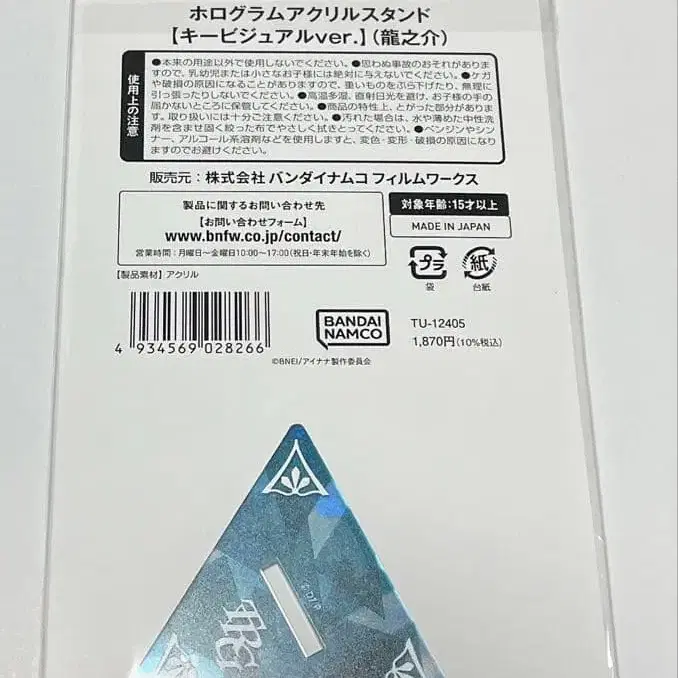 ホログラムアクリルスタンド
【キービジュアルver.】(龍之介)
使用上の注意
●本来の用途以外で使用しないでください。●思わぬ事故のおそれがあり
ますので、乳幼児または小さなお子様には絶対に与えないでください。●ケガ
や破損の原因になることがありますので、重いものをぶら下げたり、無理に
引っ張ったりしないでください。●高温多湿、直射日光を避け、お子様の手の
届かないところに保管してください。●商品の特性上、とがった部分があり
ます。取り扱いには十分ご注意ください。●汚れた場合は、水や薄めた中性洗
剤を含ませ固く絞った布でやさしく拭きとってください。●ベンジンやシン
ナー、アルコール系溶剤などを使用しますと、変色・変形・破損の原因になり
ますのでお避けください。
販売元:株式会社 バンダイナムコ フィルムワークス
製品に関するお問い合わせ先
【お問い合わせフォーム】
www.bnfw.co.jp/contact/
営業時間:月曜日~金曜日10:00~17:00(祝日・年末年始を除く)
対象年齢:15才以上
MADE IN JAPAN
プラ
袋
紙
台紙
【製品素材】アクリル
4 934569 028266
BANDAI
NAMCO
TU-12405
1,870円(10%税込)
©BNEI/アイナナ製作委員会